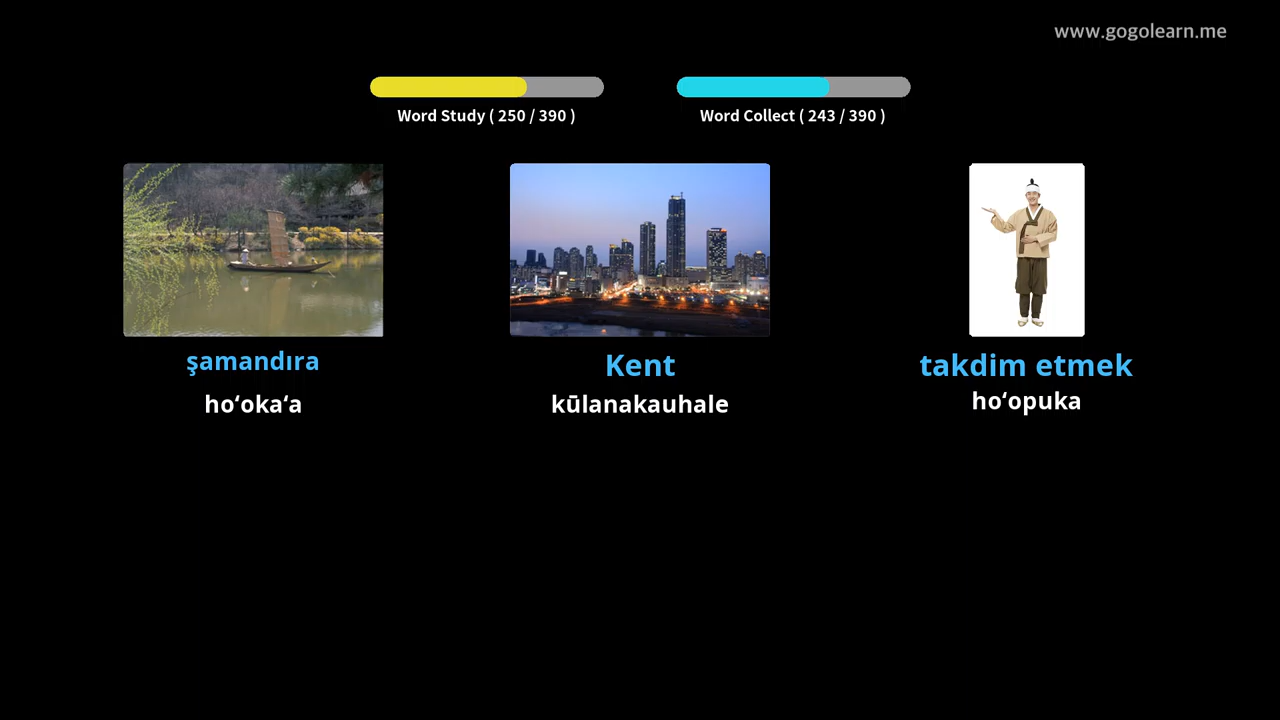 www.gogolearn.me
Word Study ( 250 / 390 )
Word Collect ( 243 / 390 )
şamandıra
hoʻokaʻa
Kent
kūlanakauhale
takdim etmek
hoʻopuka